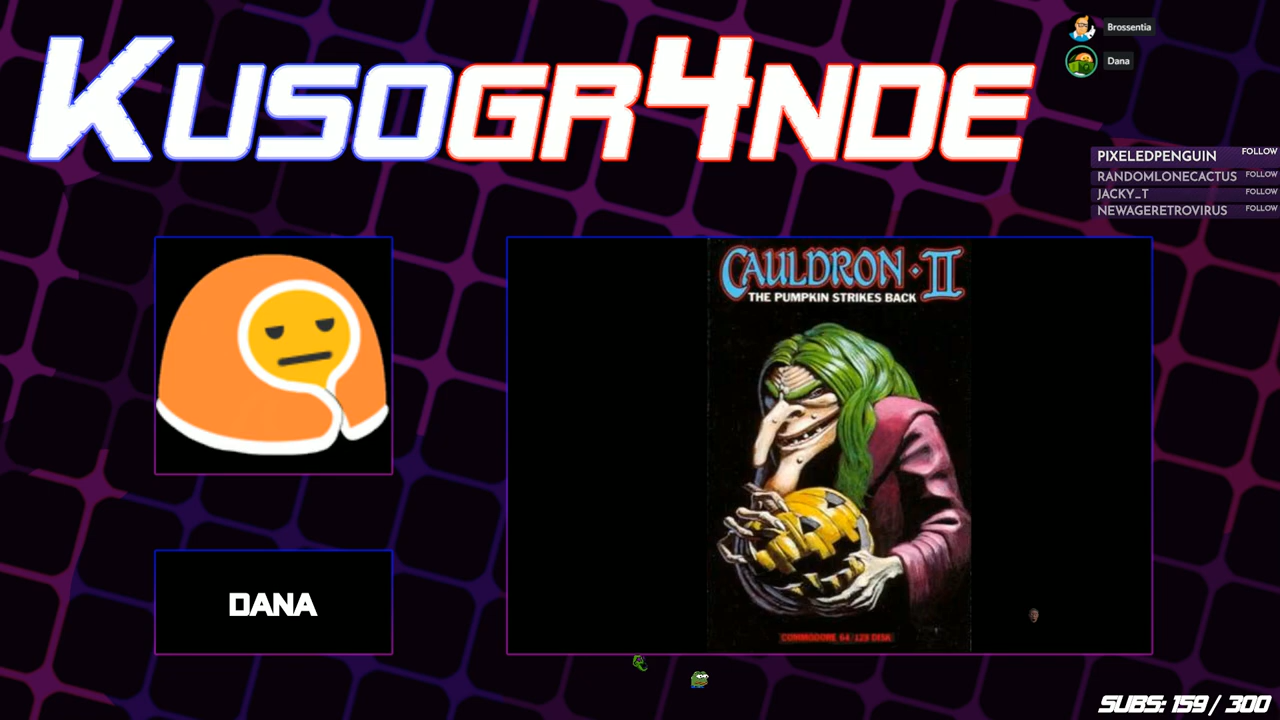 KUSOGR4NDE
Brossentia
Dana
PIXELEDPENGUIN FOLLOW
RANDOMLONECACTUS FOLLOW
JACKY_T FOLLOW
NEWAGERETROVIRUS FOLLOW
CAULDRON · II
THE PUMPKIN STRIKES BACK
COMMODORE 64/128 DISK
DANA
SUBS: 159 / 300